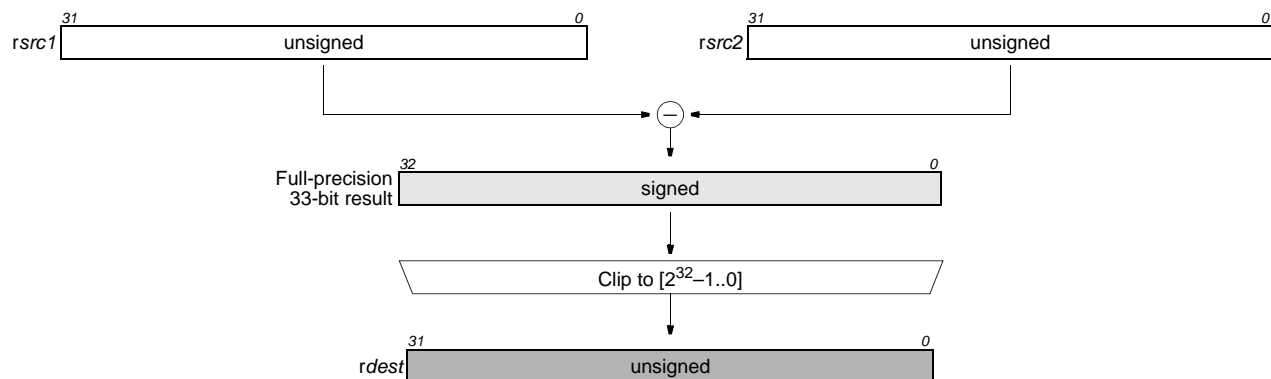 31 0 31 0
rsrc1 unsigned rsrc2 unsigned
−
32 0
Full-precision
33-bit result
signed
Clip to [2³²–1..0]
31 0
rdest unsigned